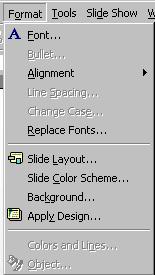 Format Tools Slide Show
Font...
Bullet...
Alignment
Line Spacing...
Change Case...
Replace Fonts...
Slide Layout...
Slide Color Scheme...
Background...
Apply Design...
Colors and Lines...
Object...